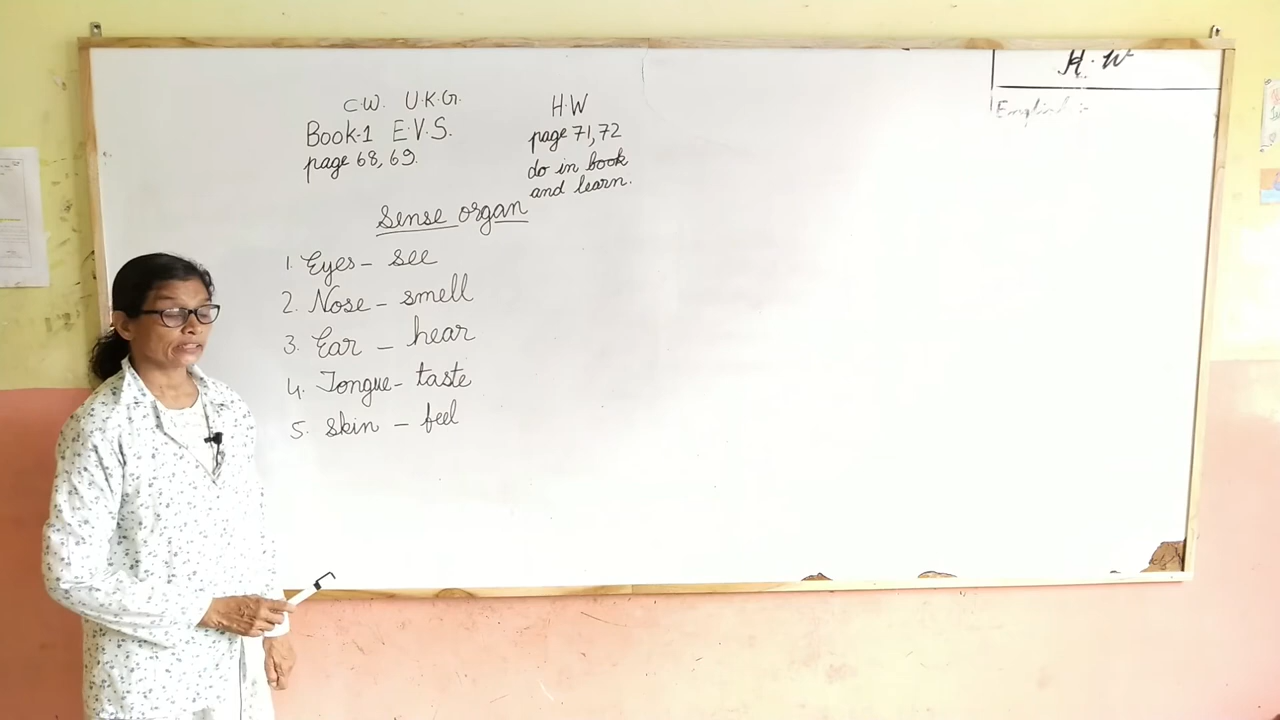 C.W. U.K.G.
Book-1 E.V.S.
page 68, 69.
H.W
page 71, 72
do in book
and learn.
Sense organ
1. Eyes – see
2. Nose – smell
3. Ear – hear
4. Tongue – taste
5. Skin – feel
H.W
English :-